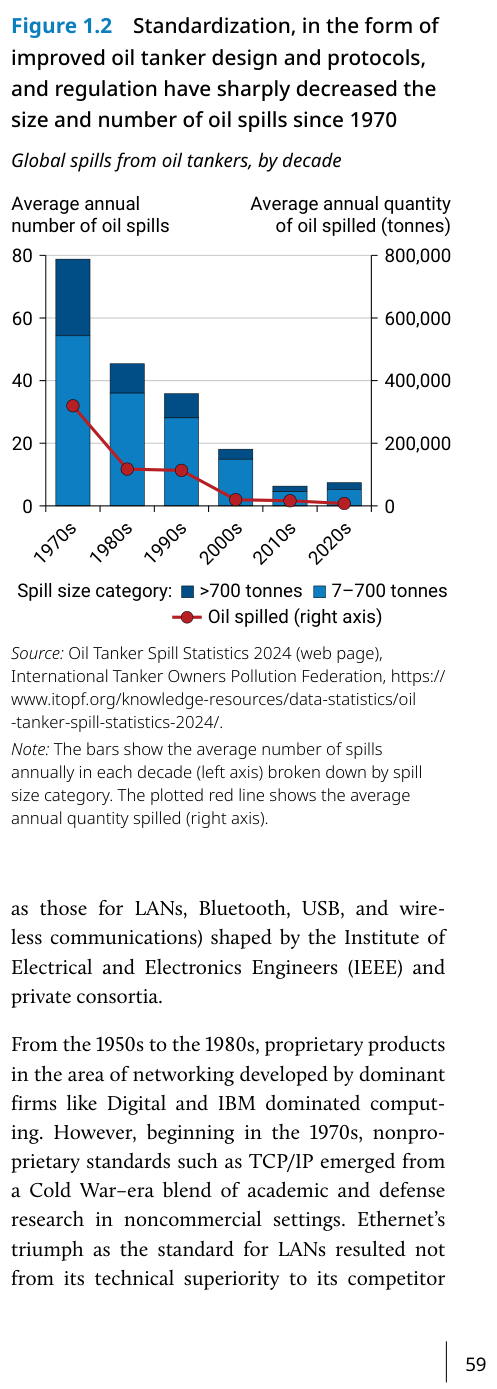 Figure 1.2 Standardization, in the form of
improved oil tanker design and protocols,
and regulation have sharply decreased the
size and number of oil spills since 1970
Global spills from oil tankers, by decade
Average annual
number of oil spills
Average annual quantity
of oil spilled (tonnes)
80
60
40
20
0
800,000
600,000
400,000
200,000
0
1970s
1980s
1990s
2000s
2010s
2020s
Spill size category: >700 tonnes 7–700 tonnes
Oil spilled (right axis)
Source: Oil Tanker Spill Statistics 2024 (web page),
International Tanker Owners Pollution Federation, https://
www.itopf.org/knowledge-resources/data-statistics/oil
-tanker-spill-statistics-2024/.
Note: The bars show the average number of spills
annually in each decade (left axis) broken down by spill
size category. The plotted red line shows the average
annual quantity spilled (right axis).
as those for LANs, Bluetooth, USB, and wire-
less communications) shaped by the Institute of
Electrical and Electronics Engineers (IEEE) and
private consortia.
From the 1950s to the 1980s, proprietary products
in the area of networking developed by dominant
firms like Digital and IBM dominated comput-
ing. However, beginning in the 1970s, nonpro-
prietary standards such as TCP/IP emerged from
a Cold War–era blend of academic and defense
research in noncommercial settings. Ethernet’s
triumph as the standard for LANs resulted not
from its technical superiority to its competitor
59